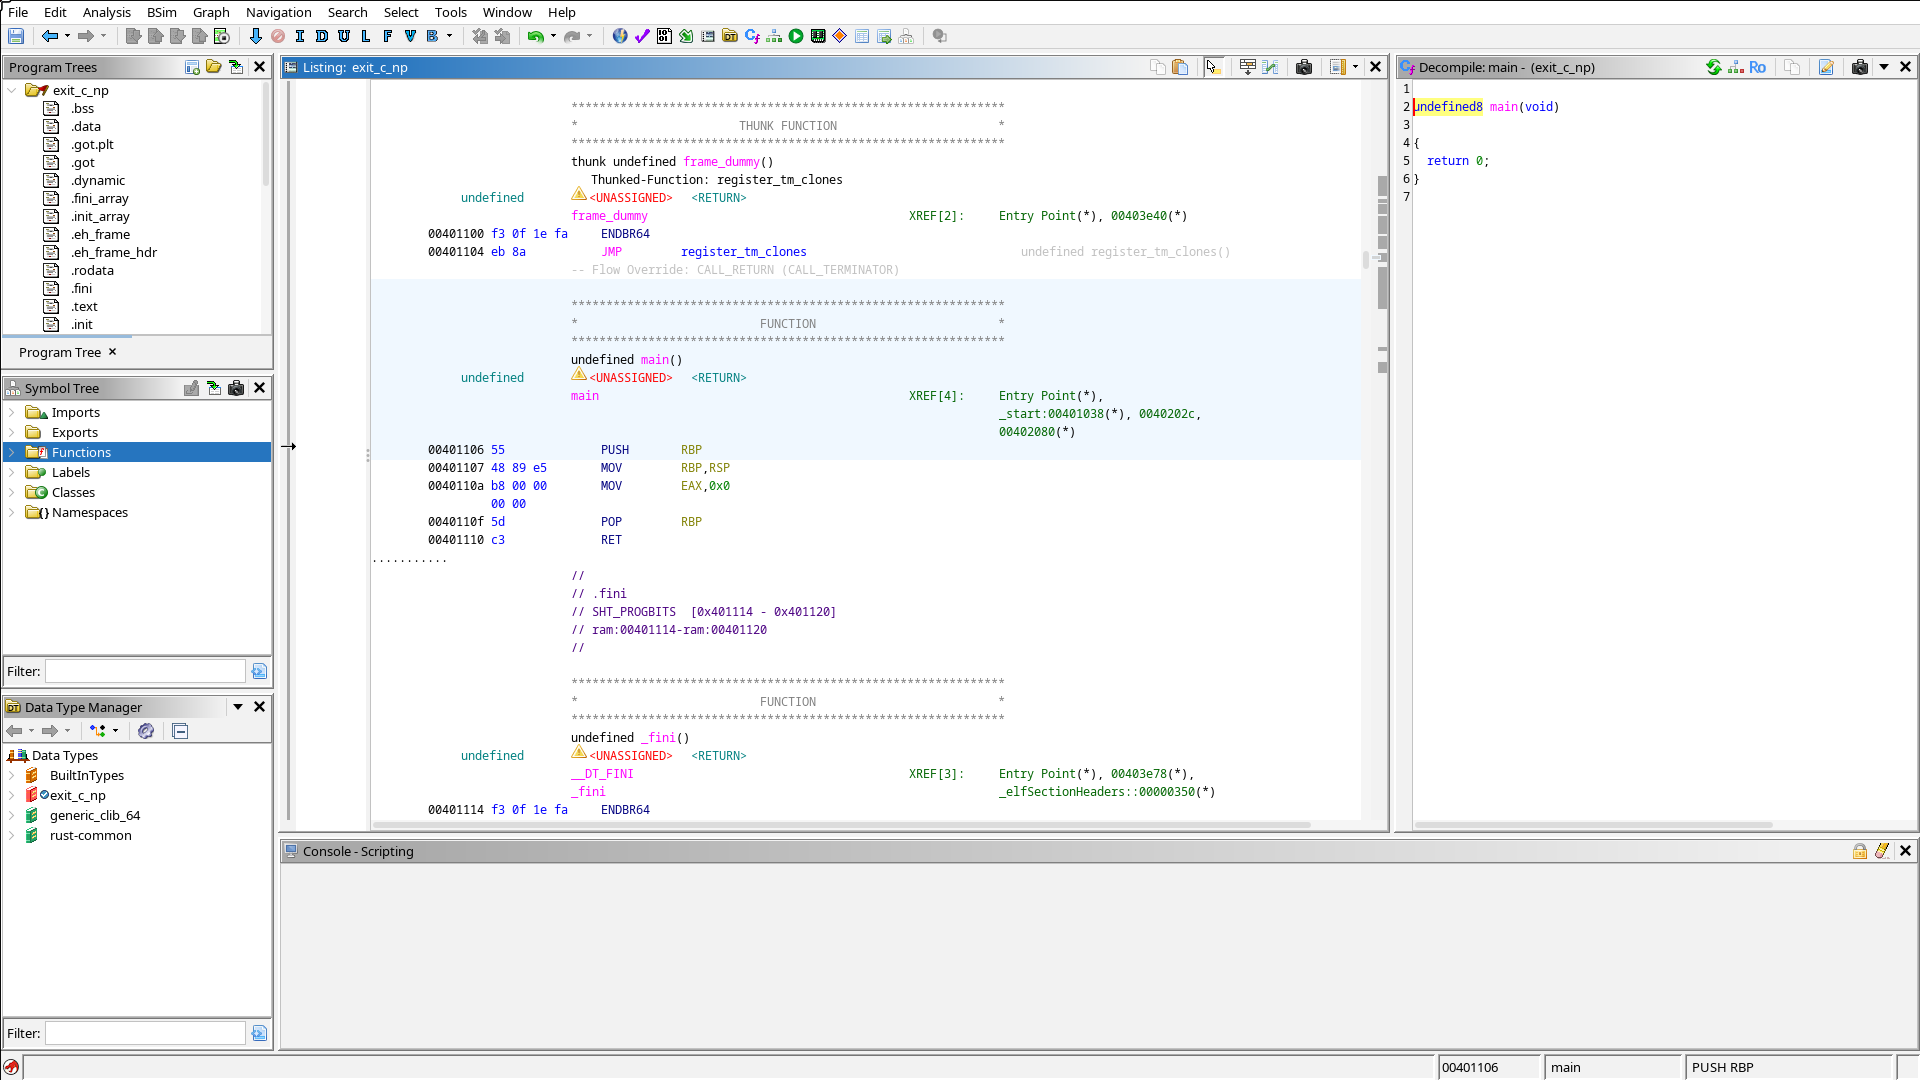 File Edit Analysis BSim Graph Navigation Search Select Tools Window Help
I D U L F V B
Program Trees
exit_c_np
.bss
.data
.got.plt
.got
.dynamic
.fini_array
.init_array
.eh_frame
.eh_frame_hdr
.rodata
.fini
.text
.init
Program Tree ×
Symbol Tree
Imports
Exports
Functions
Labels
Classes
Namespaces
Filter:
Data Type Manager
Data Types
BuiltInTypes
exit_c_np
generic_clib_64
rust-common
Filter:
Listing: exit_c_np
**************************************************************
* THUNK FUNCTION *
**************************************************************
thunk undefined frame_dummy()
Thunked-Function: register_tm_clones
undefined <UNASSIGNED> <RETURN>
frame_dummy XREF[2]: Entry Point(*), 00403e40(*)
00401100 f3 0f 1e fa ENDBR64
00401104 eb 8a JMP register_tm_clones undefined register_tm_clones()
-- Flow Override: CALL_RETURN (CALL_TERMINATOR)
**************************************************************
* FUNCTION *
**************************************************************
undefined main()
undefined <UNASSIGNED> <RETURN>
main XREF[4]: Entry Point(*),
_start:00401038(*), 0040202c,
00402080(*)
00401106 55 PUSH RBP
00401107 48 89 e5 MOV RBP,RSP
0040110a b8 00 00 MOV EAX,0x0
00 00
0040110f 5d POP RBP
00401110 c3 RET
...........
//
// .fini
// SHT_PROGBITS [0x401114 - 0x401120]
// ram:00401114-ram:00401120
//
**************************************************************
* FUNCTION *
**************************************************************
undefined _fini()
undefined <UNASSIGNED> <RETURN>
__DT_FINI XREF[3]: Entry Point(*), 00403e78(*),
_fini _elfSectionHeaders::00000350(*)
00401114 f3 0f 1e fa ENDBR64
Decompile: main - (exit_c_np)
Ro
1
2 undefined8 main(void)
3
4 {
5 return 0;
6 }
7
Console - Scripting
00401106 main PUSH RBP